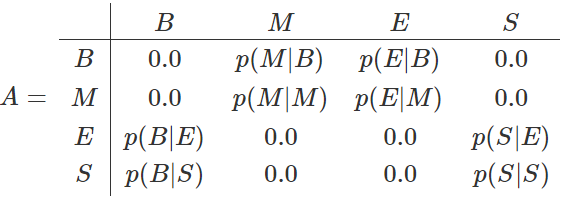 B M E S
B 0.0 p(M|B) p(E|B) 0.0
A = M 0.0 p(M|M) p(E|M) 0.0
E p(B|E) 0.0 0.0 p(S|E)
S p(B|S) 0.0 0.0 p(S|S)